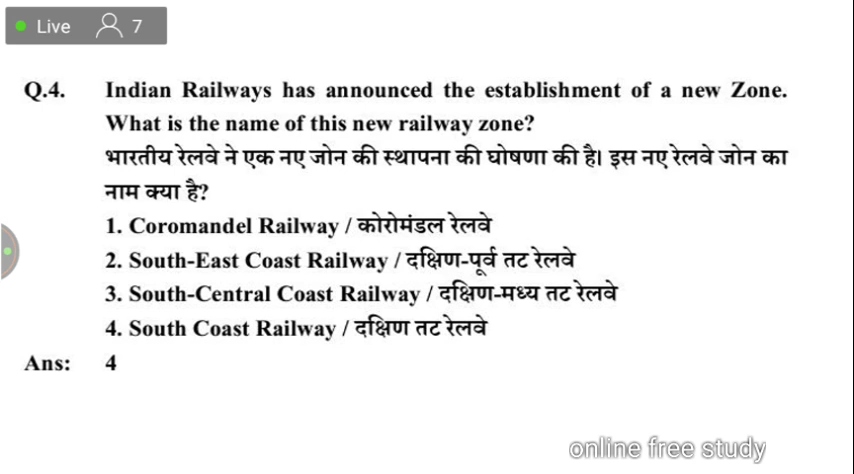 Live 7
Q.4. Indian Railways has announced the establishment of a new Zone.
What is the name of this new railway zone?
भारतीय रेलवे ने एक नए जोन की स्थापना की घोषणा की है। इस नए रेलवे जोन का
नाम क्या है?
1. Coromandel Railway / कोरोमंडल रेलवे
2. South-East Coast Railway / दक्षिण-पूर्व तट रेलवे
3. South-Central Coast Railway / दक्षिण-मध्य तट रेलवे
4. South Coast Railway / दक्षिण तट रेलवे
Ans: 4
online free study